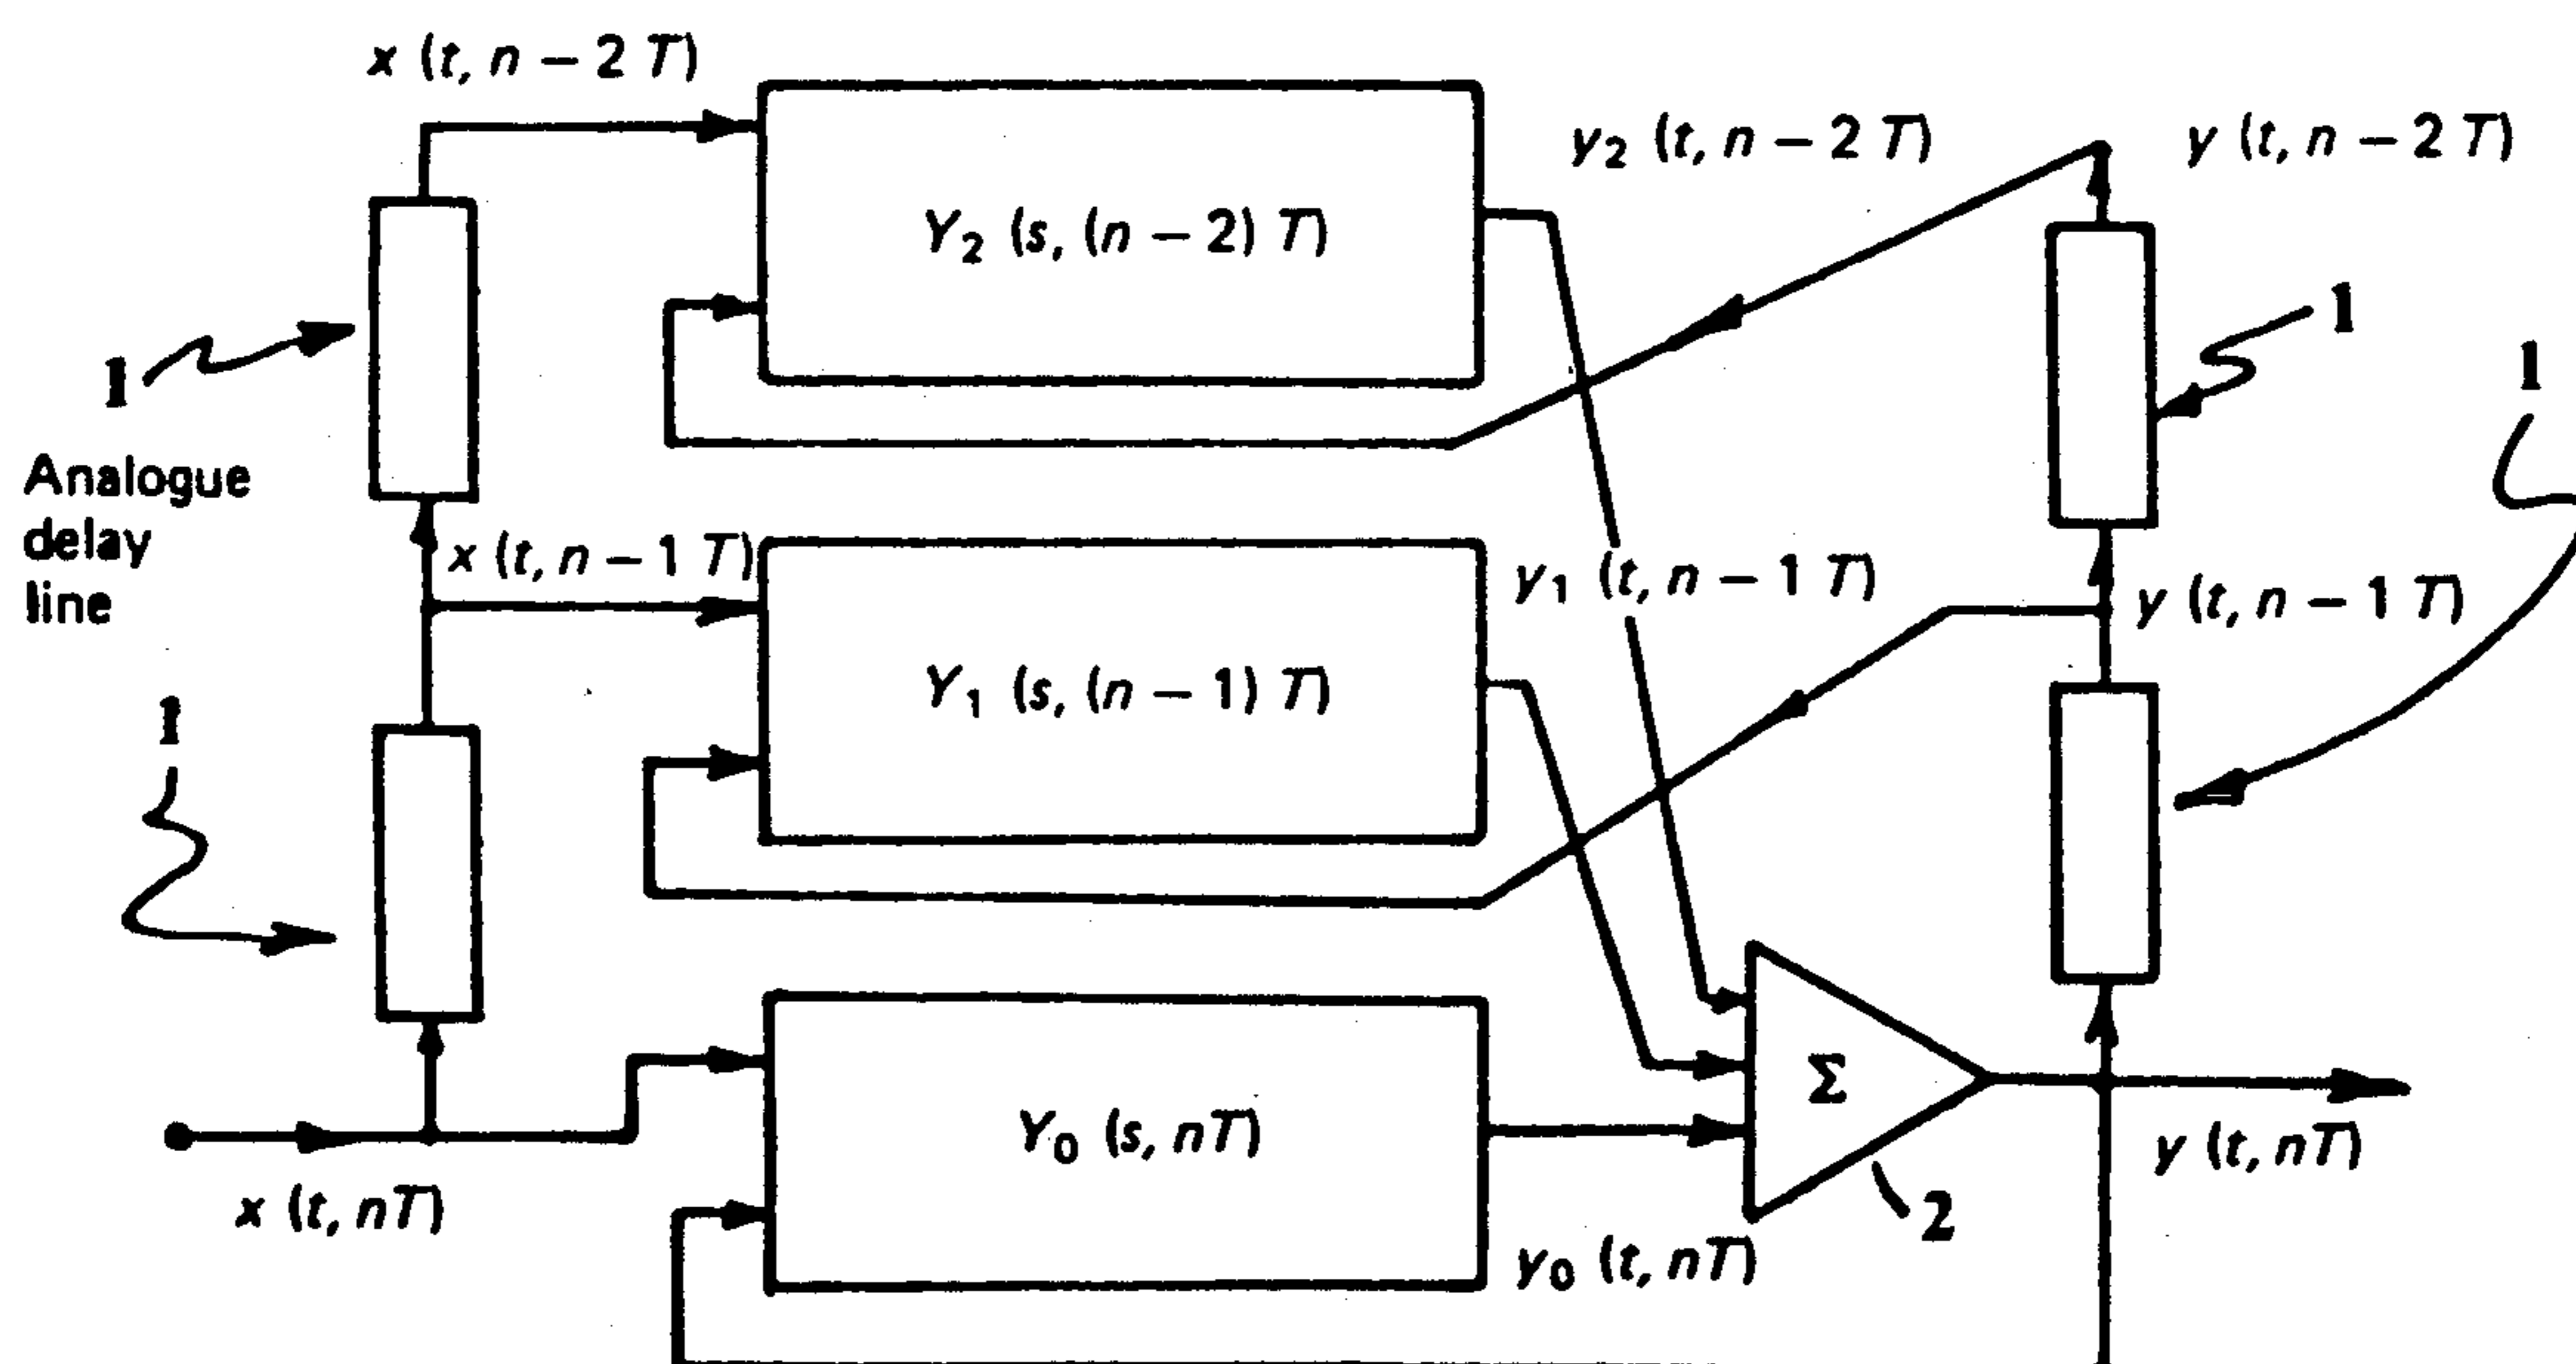 x (t, n − 2 T)
y₂ (t, n − 2 T)
y (t, n − 2 T)
Y₂ (s, (n − 2) T)
1
1
1
Analogue
delay
line
x (t, n − 1 T)
y₁ (t, n − 1 T)
y (t, n − 1 T)
Y₁ (s, (n − 1) T)
1
Σ
Y₀ (s, nT)
y (t, nT)
x (t, nT)
2
y₀ (t, nT)